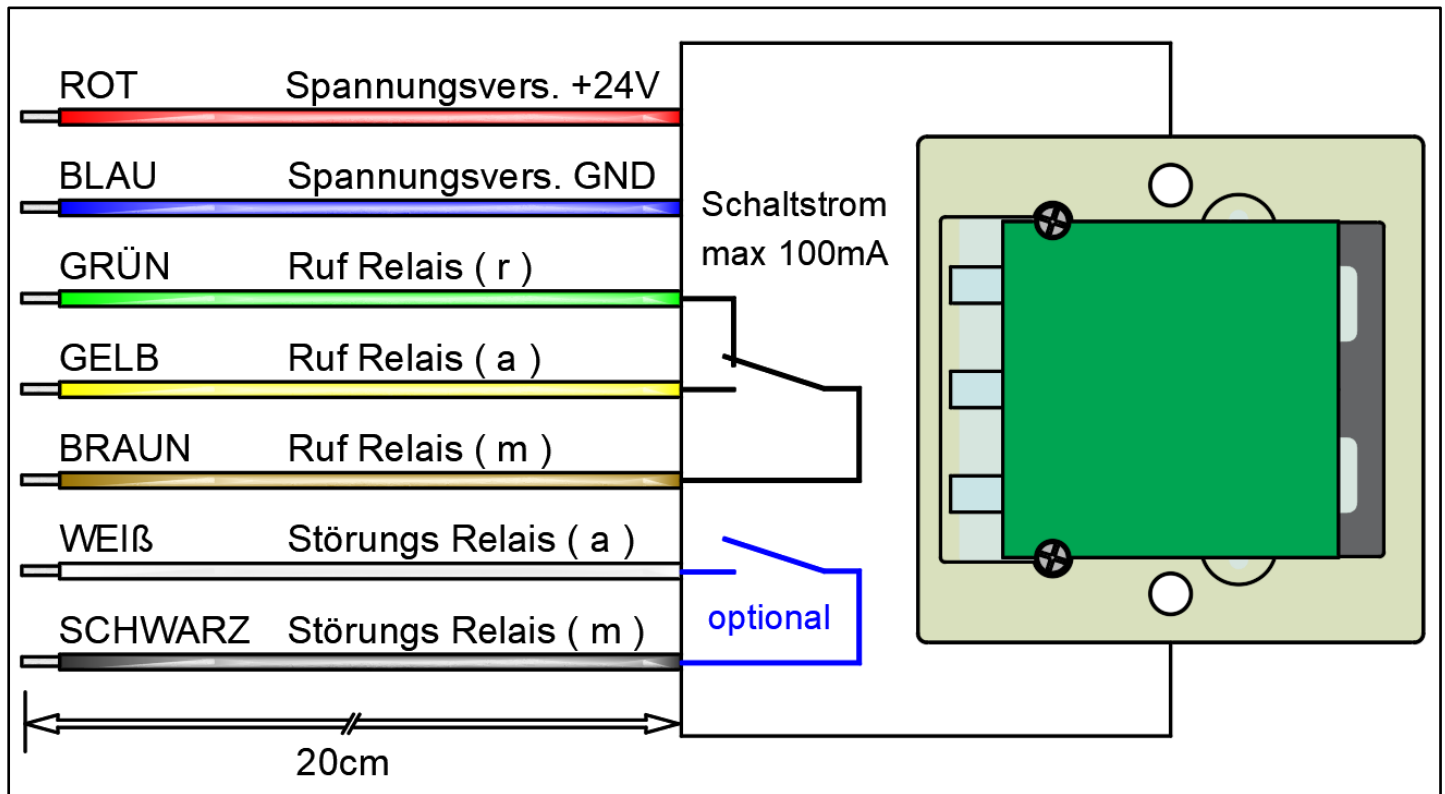 ROT Spannungsvers. +24V
BLAU Spannungsvers. GND
GRÜN Ruf Relais ( r )
GELB Ruf Relais ( a )
BRAUN Ruf Relais ( m )
WEIß Störungs Relais ( a )
SCHWARZ Störungs Relais ( m )
20cm
Schaltstrom
max 100mA
optional